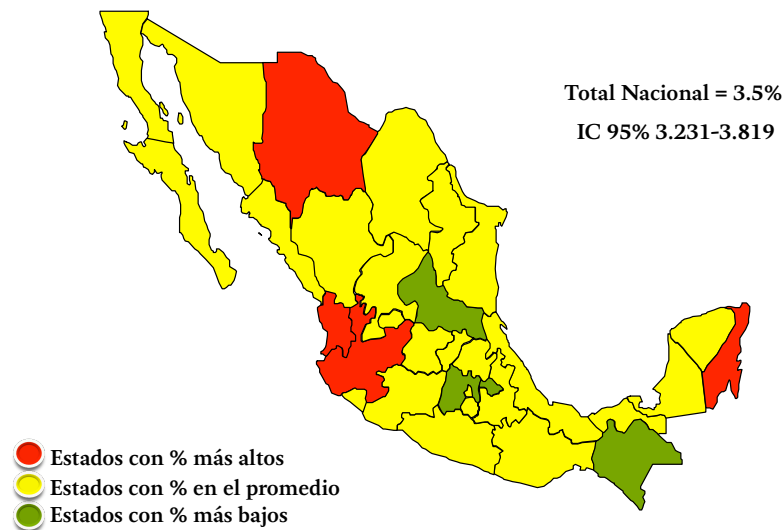 Total Nacional = 3.5%
IC 95% 3.231-3.819
Estados con % más altos
Estados con % en el promedio
Estados con % más bajos